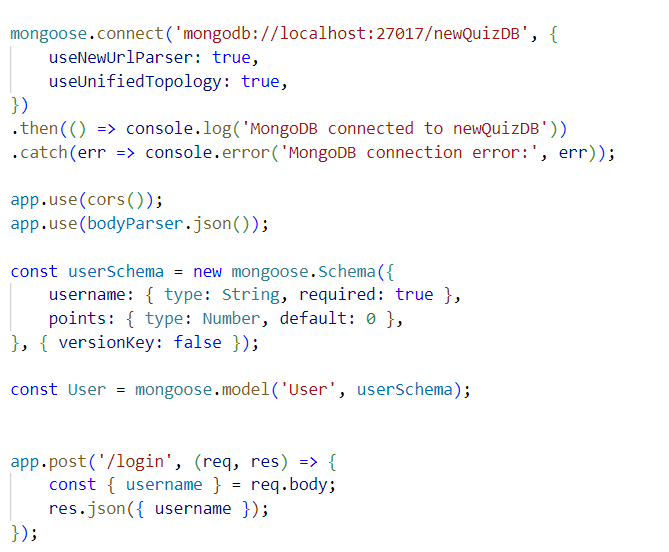 mongoose.connect('mongodb://localhost:27017/newQuizDB', {
    useNewUrlParser: true,
    useUnifiedTopology: true,
})
.then(() => console.log('MongoDB connected to newQuizDB'))
.catch(err => console.error('MongoDB connection error:', err));

app.use(cors());
app.use(bodyParser.json());

const userSchema = new mongoose.Schema({
    username: { type: String, required: true },
    points: { type: Number, default: 0 },
}, { versionKey: false });

const User = mongoose.model('User', userSchema);


app.post('/login', (req, res) => {
    const { username } = req.body;
    res.json({ username });
});